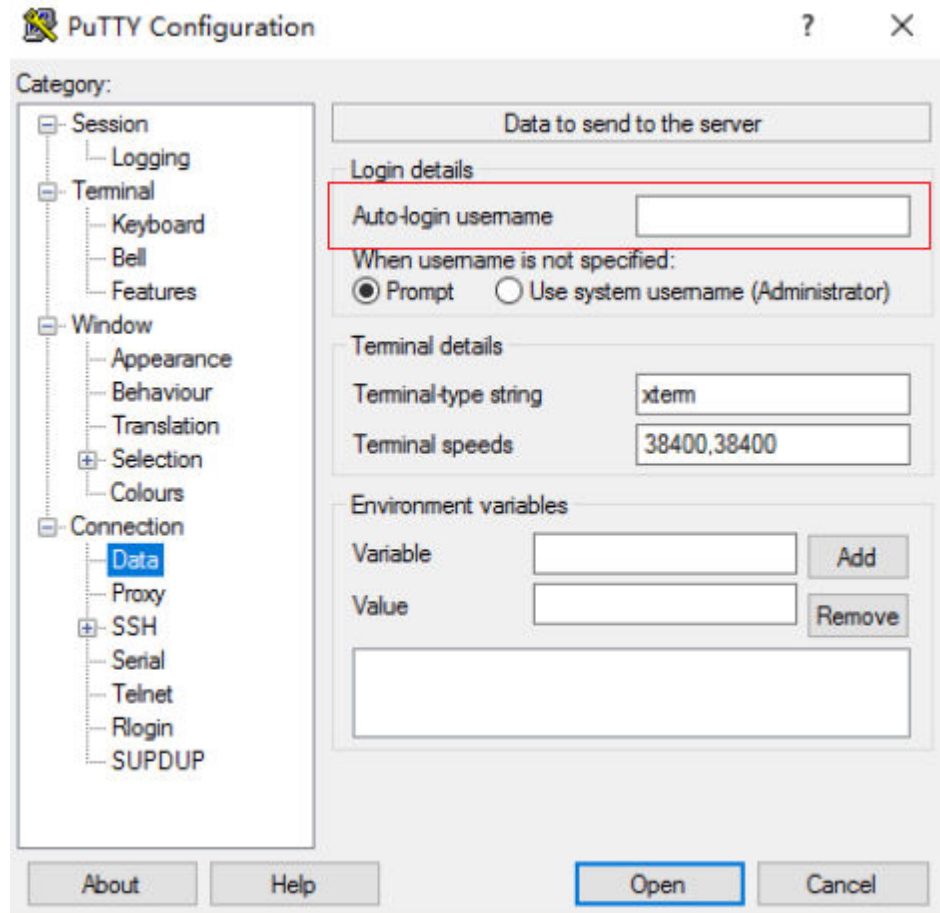 PuTTY Configuration
?
Category:
Session
Logging
Terminal
Keyboard
Bell
Features
Window
Appearance
Behaviour
Translation
Selection
Colours
Connection
Data
Proxy
SSH
Serial
Telnet
Rlogin
SUPDUP
Data to send to the server
Login details
Auto-login username
When username is not specified:
Prompt Use system username (Administrator)
Terminal details
Terminal-type string xterm
Terminal speeds 38400,38400
Environment variables
Variable Add
Value Remove
About Help Open Cancel